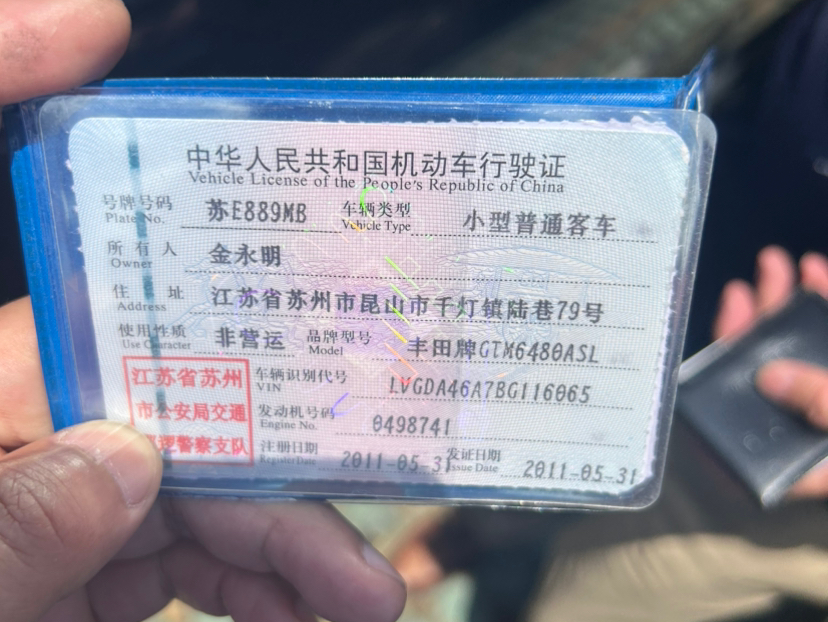 中华人民共和国机动车行驶证
Vehicle License of the People's Republic of China
号牌号码 Plate No. 苏E889MB 车辆类型 Vehicle Type 小型普通客车
所有人 Owner 金永明
住址 Address 江苏省苏州市昆山市千灯镇陆巷79号
使用性质 Use Character 非营运 品牌型号 Model 丰田牌GTM6480ASL
江苏省苏州
市公安局交通
巡逻警察支队
车辆识别代号 VIN LVGDA46A7BG116065
发动机号码 Engine No. 0498741
注册日期 Register Date 2011-05-31 发证日期 Issue Date 2011-05-31